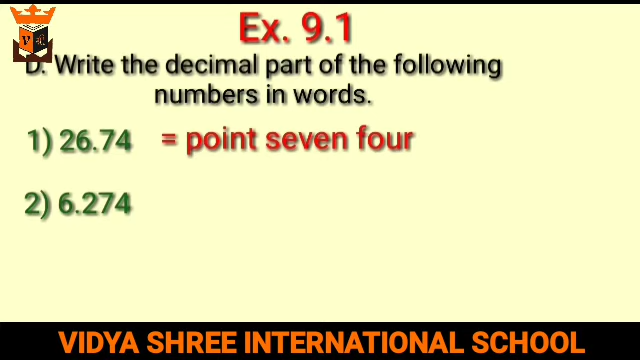 Ex. 9.1
D. Write the decimal part of the following
numbers in words.
1) 26.74 = point seven four
2) 6.274
VIDYA SHREE INTERNATIONAL SCHOOL